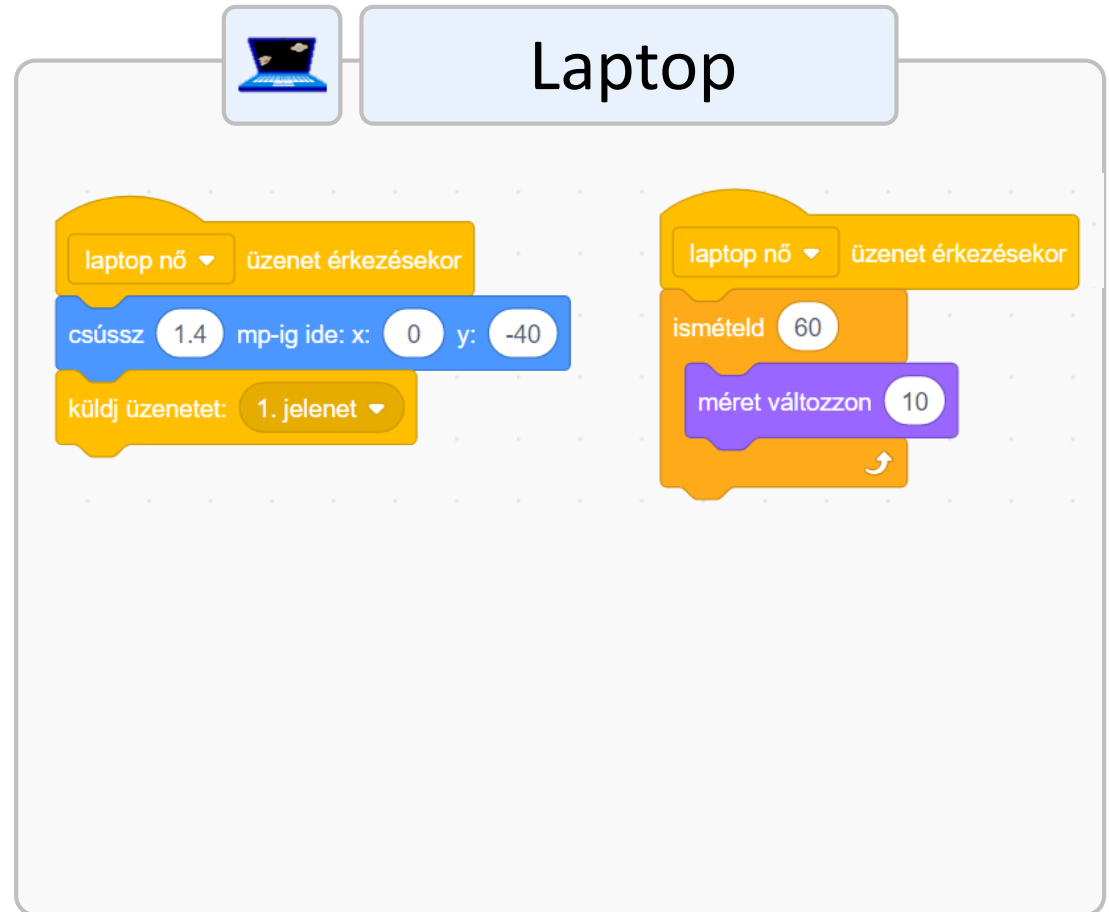 Laptop
laptop nő üzenet érkezésekor
csússz 1.4 mp-ig ide: x: 0 y: -40
küldj üzenetet: 1. jelenet
laptop nő üzenet érkezésekor
ismételd 60
méret változzon 10